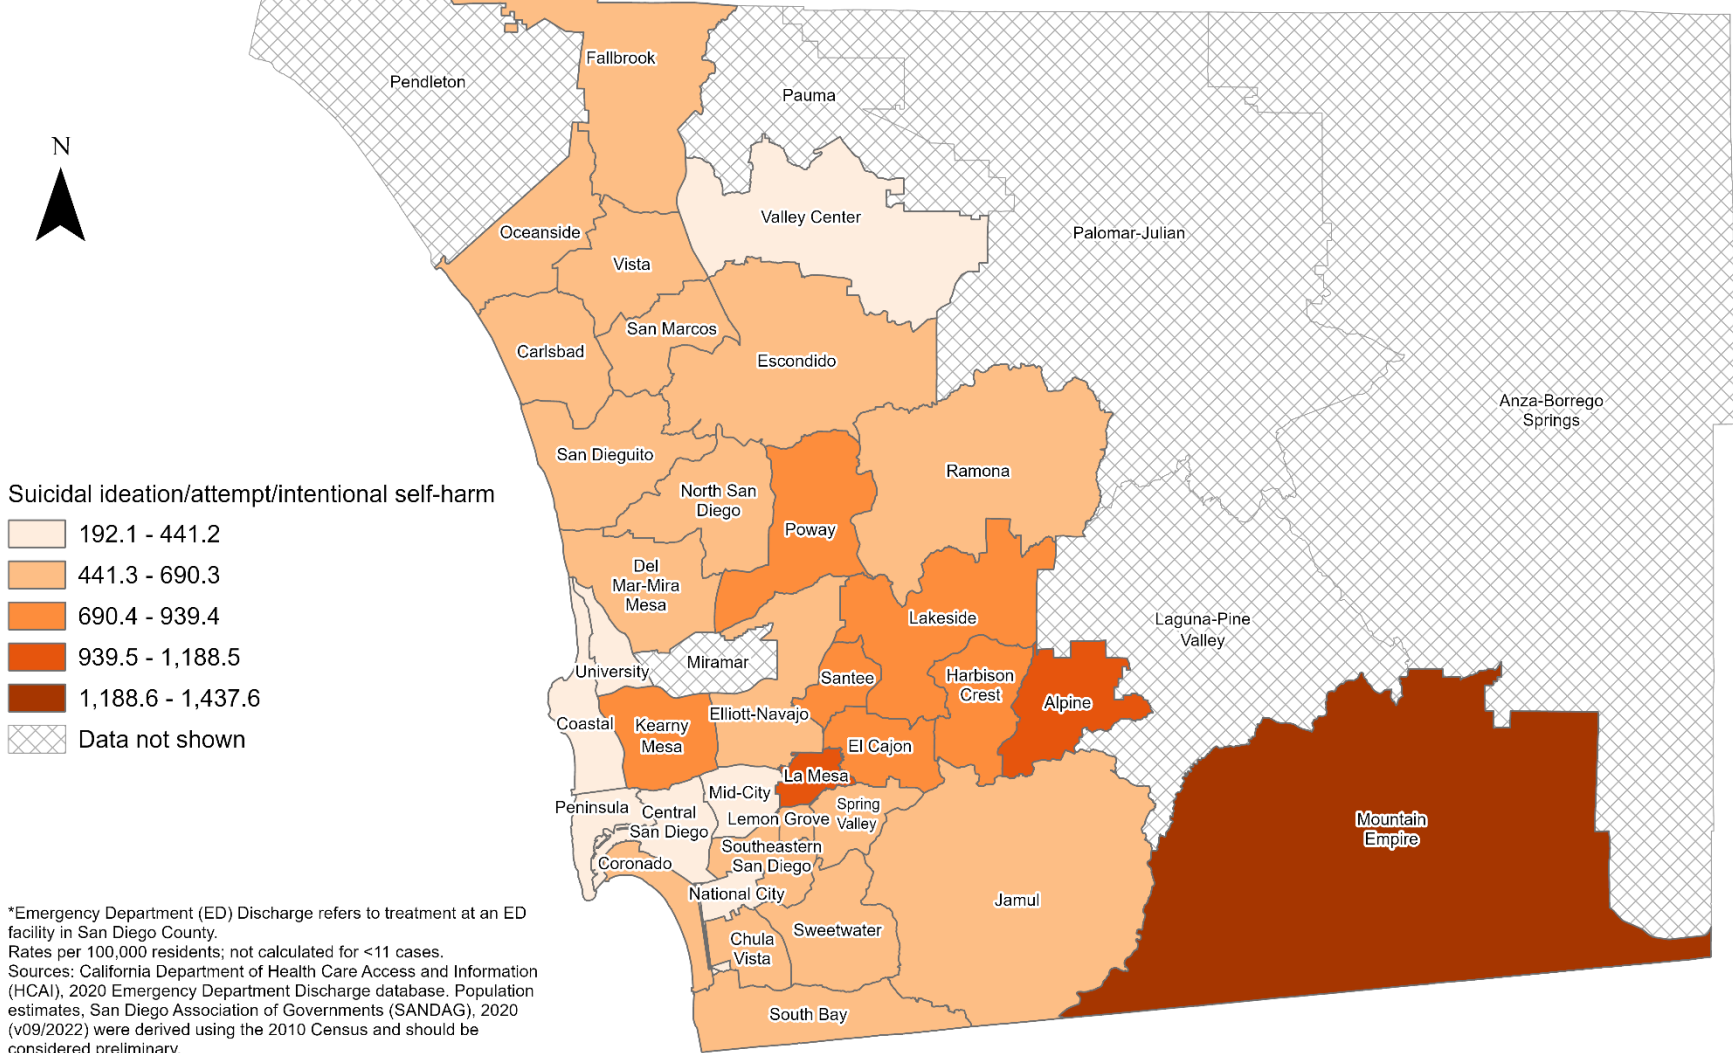 Fallbrook
Pendleton
Pauma
N
Valley Center
Oceanside
Palomar-Julian
Vista
San Marcos
Carlsbad
Escondido
Anza-Borrego
Springs
San Dieguito
Ramona
North San
Diego
Poway
Del
Mar-Mira
Mesa
Lakeside
Laguna-Pine
Valley
Miramar
University
Santee
Harbison
Crest
Alpine
Coastal
Kearny
Mesa
Elliott-Navajo
El Cajon
La Mesa
Mid-City
Peninsula
Central
San Diego
Lemon Grove
Spring
Valley
Mountain
Empire
Southeastern
San Diego
Coronado
National City
Jamul
Sweetwater
Chula
Vista
South Bay
Suicidal ideation/attempt/intentional self-harm
192.1 - 441.2
441.3 - 690.3
690.4 - 939.4
939.5 - 1,188.5
1,188.6 - 1,437.6
Data not shown
*Emergency Department (ED) Discharge refers to treatment at an ED
facility in San Diego County.
Rates per 100,000 residents; not calculated for <11 cases.
Sources: California Department of Health Care Access and Information
(HCAI), 2020 Emergency Department Discharge database. Population
estimates, San Diego Association of Governments (SANDAG), 2020
(v09/2022) were derived using the 2010 Census and should be
considered preliminary.